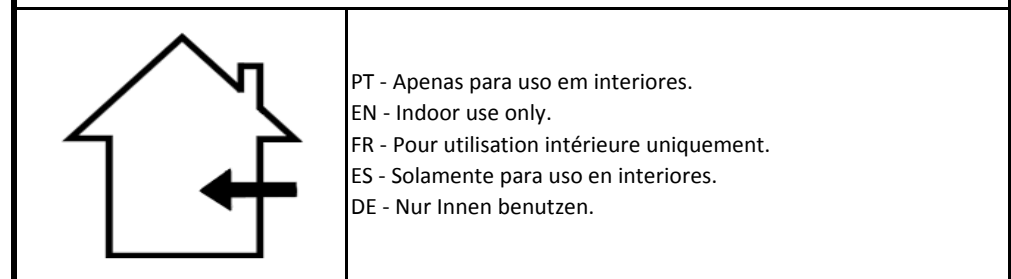 PT - Apenas para uso em interiores.
EN - Indoor use only.
FR - Pour utilisation intérieure uniquement.
ES - Solamente para uso en interiores.
DE - Nur Innen benutzen.